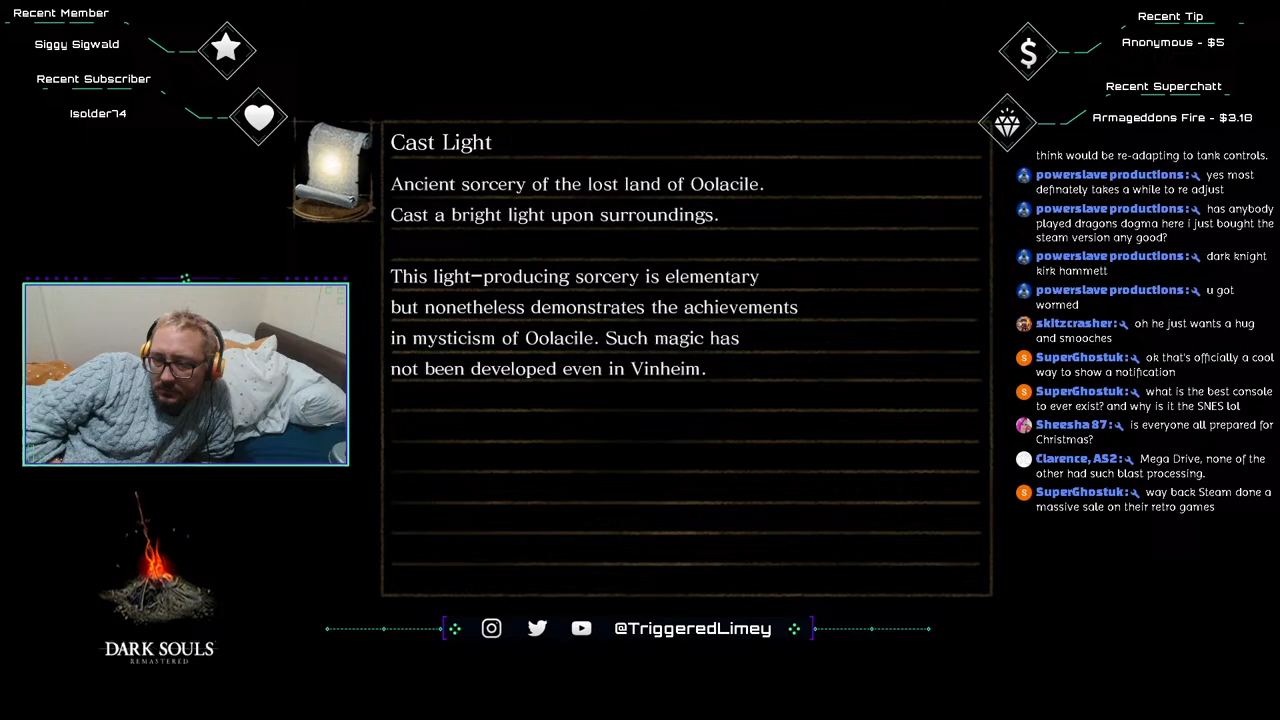 Recent Member
Siggy Sigwald
Recent Subscriber
Isolder74
Recent Tip
Anonymous - $5
Recent Superchatt
Armageddons Fire - $3.18
Cast Light
Ancient sorcery of the lost land of Oolacile.
Cast a bright light upon surroundings.
This light-producing sorcery is elementary
but nonetheless demonstrates the achievements
in mysticism of Oolacile. Such magic has
not been developed even in Vinheim.
think would be re-adapting to tank controls.
powerslave productions: yes most
definately takes a while to re adjust
powerslave productions: has anybody
played dragons dogma here i just bought the
steam version any good?
powerslave productions: dark knight
kirk hammett
powerslave productions: u got
wormed
skitzcrasher: oh he just wants a hug
and smooches
SuperGhostuk: ok that's officially a cool
way to show a notification
SuperGhostuk: what is the best console
to ever exist? and why is it the SNES lol
Sheesha 87: is everyone all prepared for
Christmas?
Clarence, AS2: Mega Drive, none of the
other had such blast processing.
SuperGhostuk: way back Steam done a
massive sale on their retro games
DARK SOULS
REMASTERED
@TriggeredLimey